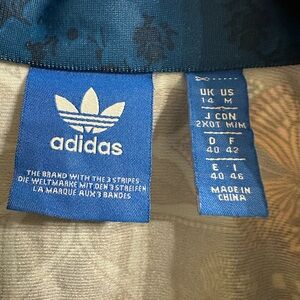 adidas
THE BRAND WITH THE 3 STRIPES
DIE WELTMARKE MIT DEN 3 STREIFEN
LA MARQUE AUX 3 BANDES
UK US
14 M
J CDN
2XOT M/M
D F
40 42
E I
40 46
MADE IN
CHINA